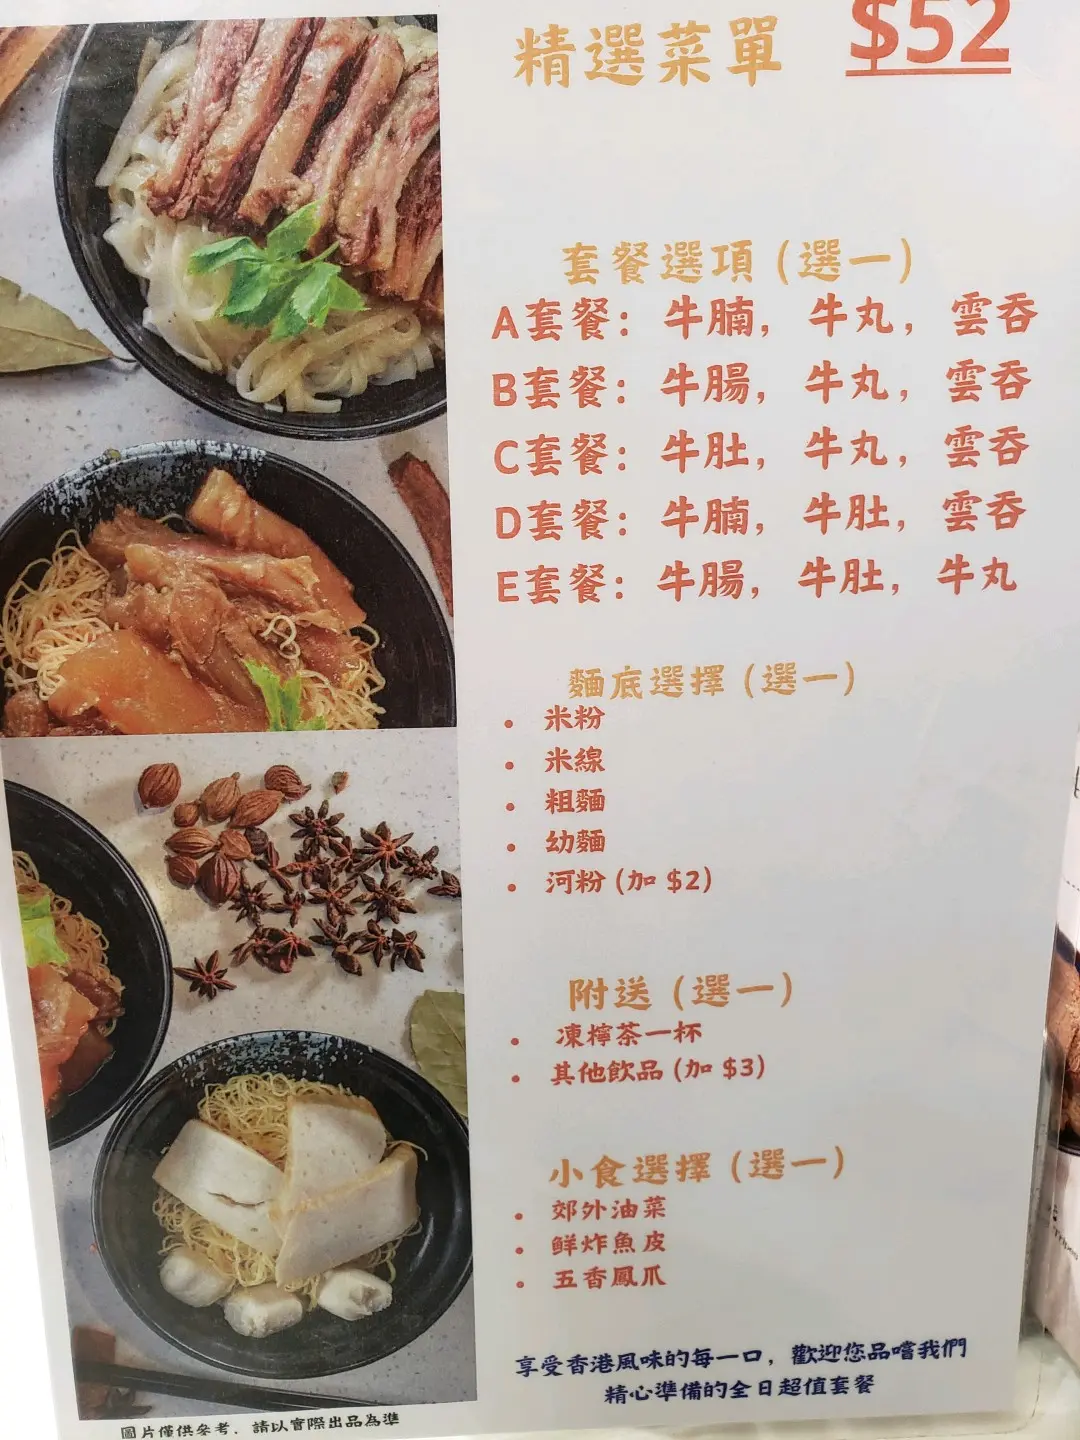 精選菜單 $52
套餐選項 (選一)
A套餐: 牛腩, 牛丸, 雲吞
B套餐: 牛腸, 牛丸, 雲吞
C套餐: 牛肚, 牛丸, 雲吞
D套餐: 牛腩, 牛肚, 雲吞
E套餐: 牛腸, 牛肚, 牛丸
麵底選擇 (選一)
• 米粉
• 米線
• 粗麵
• 幼麵
• 河粉 (加 $2)
附送 (選一)
• 凍檸茶一杯
• 其他飲品 (加 $3)
小食選擇 (選一)
• 郊外油菜
• 鮮炸魚皮
• 五香鳳爪
享受香港風味的每一口, 歡迎您品嚐我們
精心準備的全日超值套餐
圖片僅供參考, 請以實際出品為準